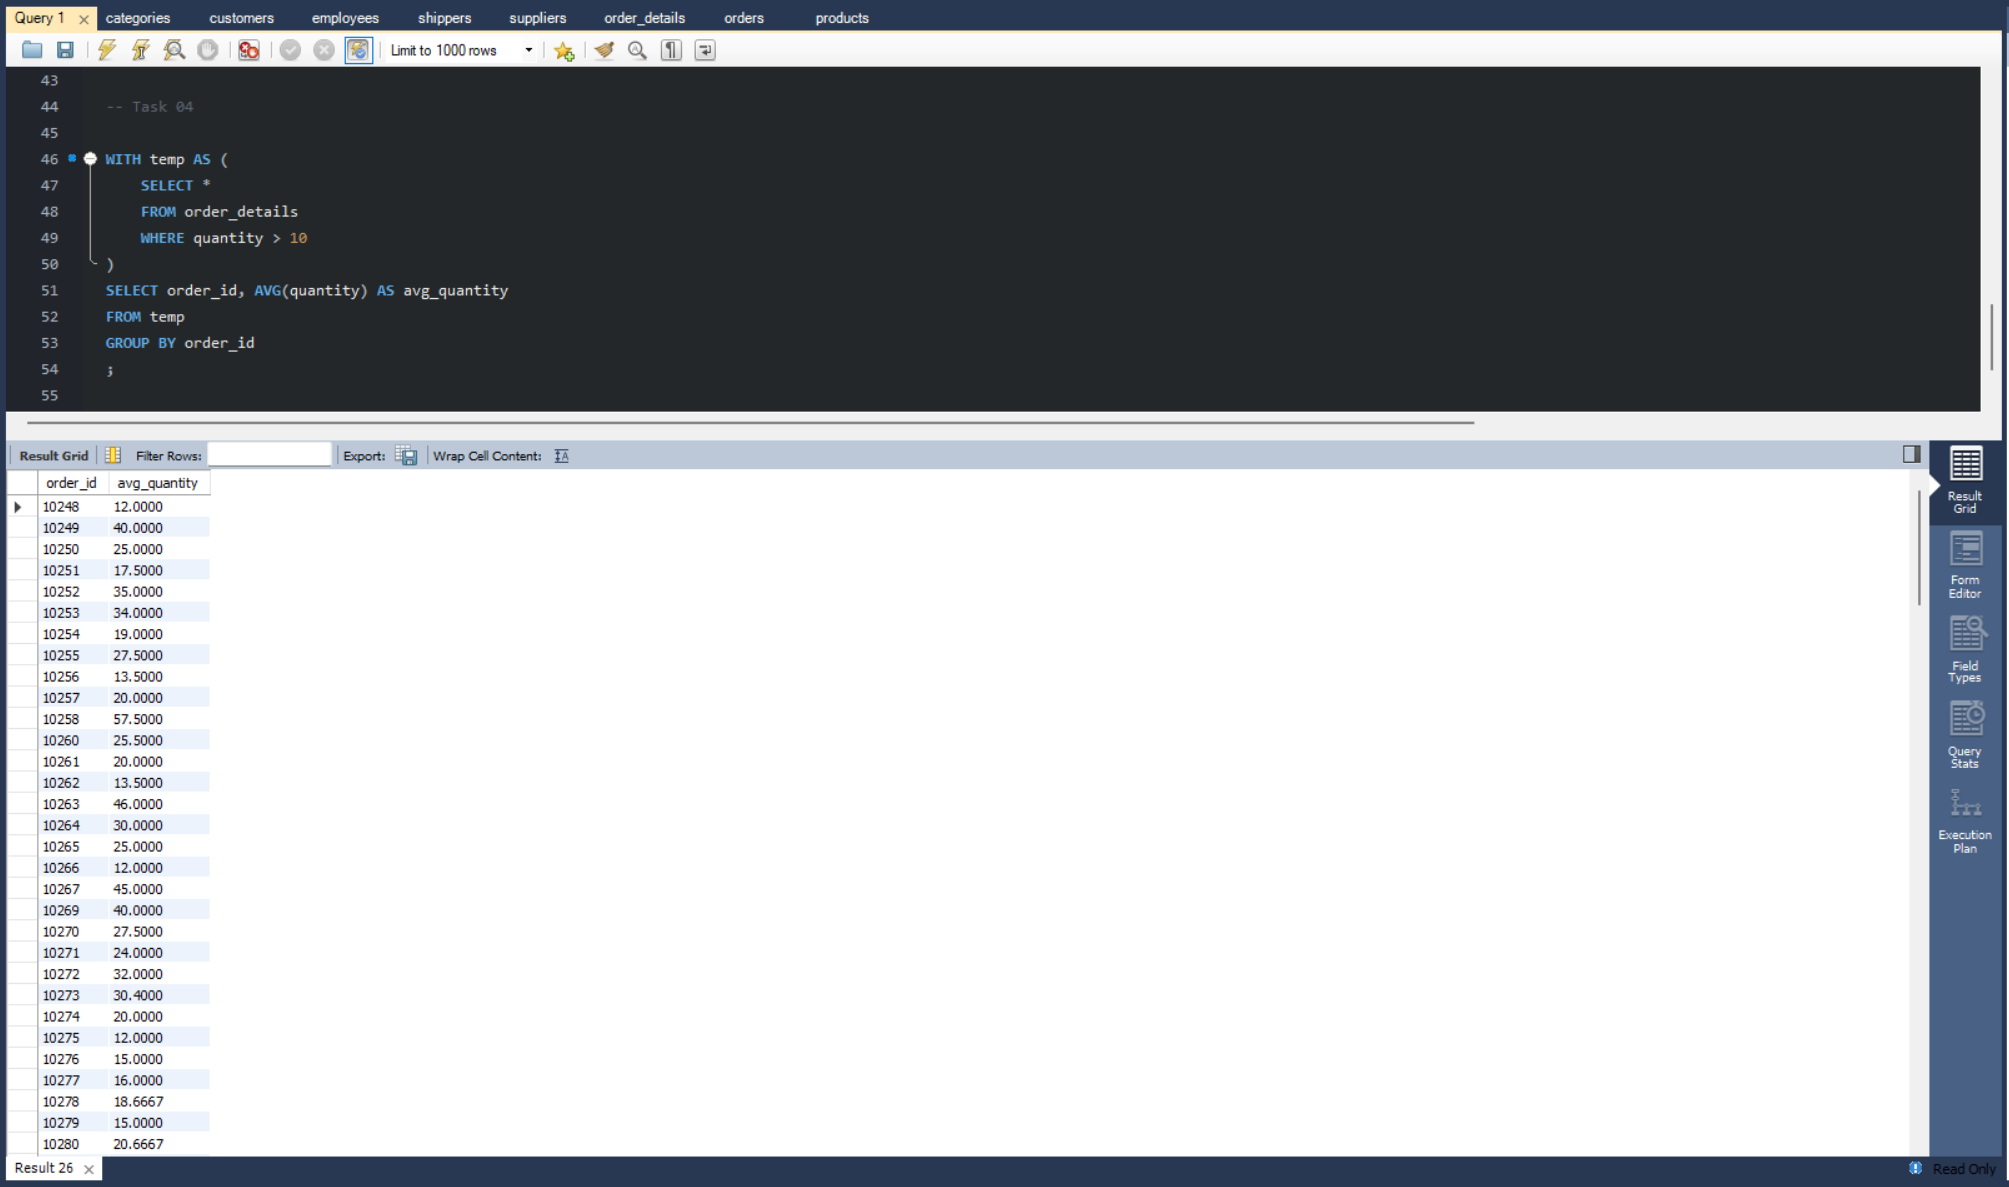 Query 1 categories customers employees shippers suppliers order_details orders products
Limit to 1000 rows
43
44 -- Task 04
45
46 WITH temp AS (
47 SELECT *
48 FROM order_details
49 WHERE quantity > 10
50 )
51 SELECT order_id, AVG(quantity) AS avg_quantity
52 FROM temp
53 GROUP BY order_id
54 ;
55
Result Grid Filter Rows: Export: Wrap Cell Content:
order_id avg_quantity
10248 12.0000
10249 40.0000
10250 25.0000
10251 17.5000
10252 35.0000
10253 34.0000
10254 19.0000
10255 27.5000
10256 13.5000
10257 20.0000
10258 57.5000
10260 25.5000
10261 20.0000
10262 13.5000
10263 46.0000
10264 30.0000
10265 25.0000
10266 12.0000
10267 45.0000
10269 40.0000
10270 27.5000
10271 24.0000
10272 32.0000
10273 30.4000
10274 20.0000
10275 12.0000
10276 15.0000
10277 16.0000
10278 18.6667
10279 15.0000
10280 20.6667
Result
Grid
Form
Editor
Field
Types
Query
Stats
Execution
Plan
Result 26
Read Only